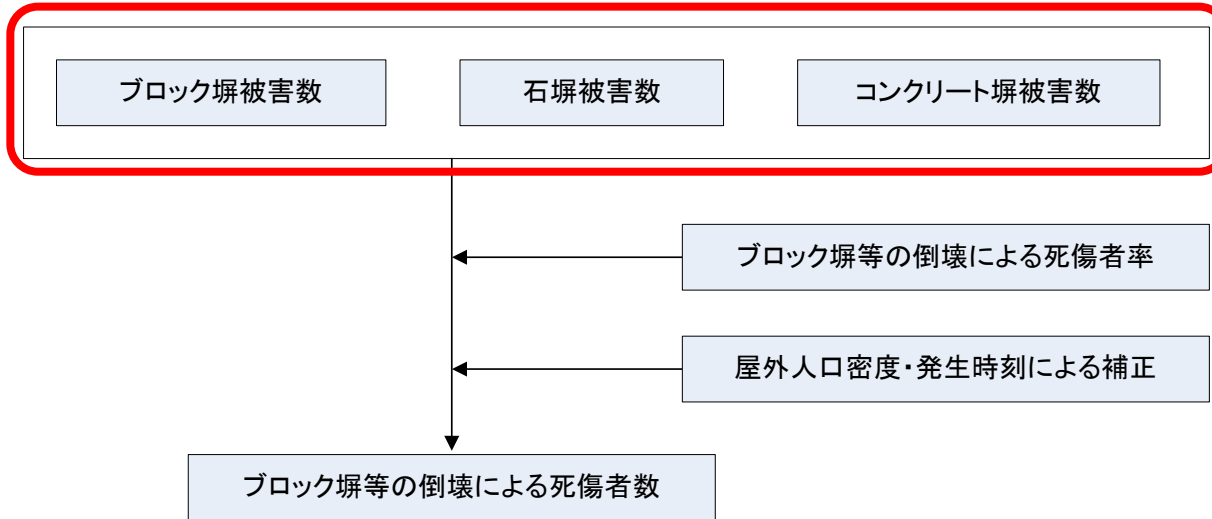 ブロック塀被害数
石塀被害数
コンクリート塀被害数
ブロック塀等の倒壊による死傷者率
屋外人口密度・発生時刻による補正
ブロック塀等の倒壊による死傷者数